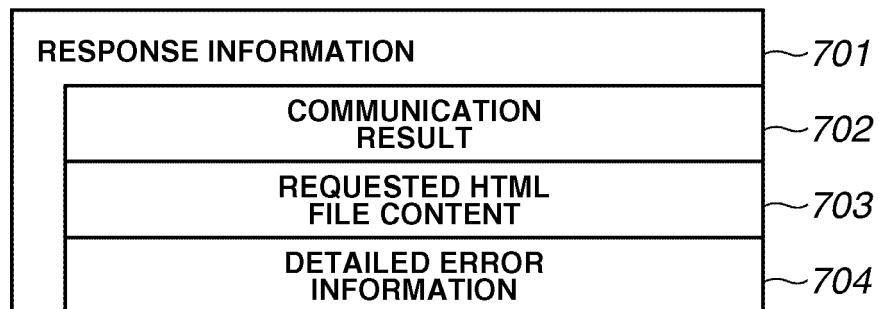 RESPONSE INFORMATION
701
COMMUNICATION
RESULT
702
REQUESTED HTML
FILE CONTENT
703
DETAILED ERROR
INFORMATION
704